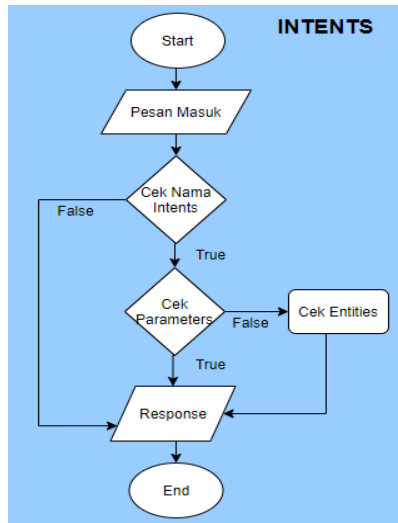 INTENTS
Start
Pesan Masuk
Cek Nama
Intents
False
True
Cek
Parameters
False
Cek Entities
True
Response
End